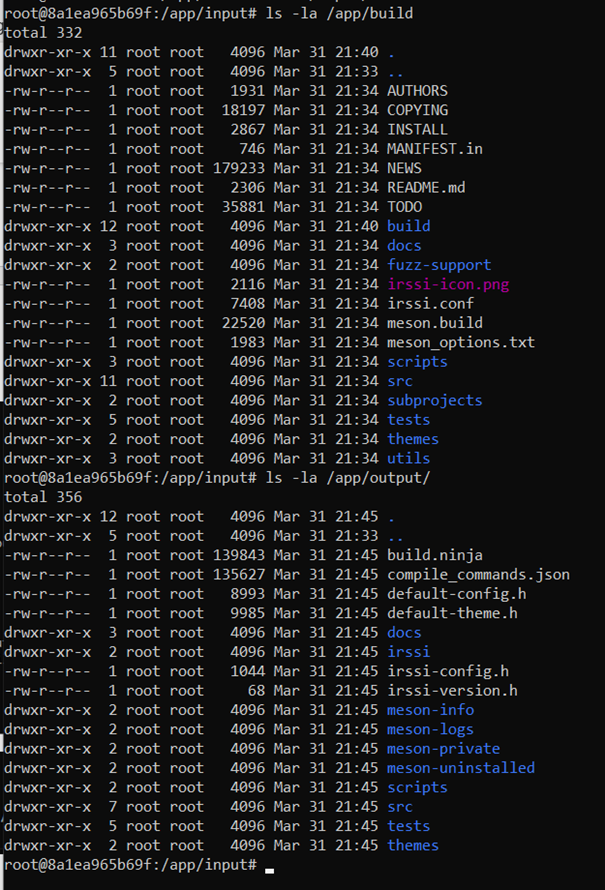 root@8a1ea965b69f:/app/input# ls -la /app/build
total 332
drwxr-xr-x 11 root root   4096 Mar 31 21:40 .
drwxr-xr-x  5 root root   4096 Mar 31 21:33 ..
-rw-r--r--  1 root root   1931 Mar 31 21:34 AUTHORS
-rw-r--r--  1 root root  18197 Mar 31 21:34 COPYING
-rw-r--r--  1 root root   2867 Mar 31 21:34 INSTALL
-rw-r--r--  1 root root    746 Mar 31 21:34 MANIFEST.in
-rw-r--r--  1 root root 179233 Mar 31 21:34 NEWS
-rw-r--r--  1 root root   2306 Mar 31 21:34 README.md
-rw-r--r--  1 root root  35881 Mar 31 21:34 TODO
drwxr-xr-x 12 root root   4096 Mar 31 21:40 build
drwxr-xr-x  3 root root   4096 Mar 31 21:34 docs
drwxr-xr-x  2 root root   4096 Mar 31 21:34 fuzz-support
-rw-r--r--  1 root root   2116 Mar 31 21:34 irssi-icon.png
-rw-r--r--  1 root root   7408 Mar 31 21:34 irssi.conf
-rw-r--r--  1 root root  22520 Mar 31 21:34 meson.build
-rw-r--r--  1 root root   1983 Mar 31 21:34 meson_options.txt
drwxr-xr-x  3 root root   4096 Mar 31 21:34 scripts
drwxr-xr-x 11 root root   4096 Mar 31 21:34 src
drwxr-xr-x  2 root root   4096 Mar 31 21:34 subprojects
drwxr-xr-x  5 root root   4096 Mar 31 21:34 tests
drwxr-xr-x  2 root root   4096 Mar 31 21:34 themes
drwxr-xr-x  3 root root   4096 Mar 31 21:34 utils
root@8a1ea965b69f:/app/input# ls -la /app/output/
total 356
drwxr-xr-x 12 root root   4096 Mar 31 21:45 .
drwxr-xr-x  5 root root   4096 Mar 31 21:33 ..
-rw-r--r--  1 root root 139843 Mar 31 21:45 build.ninja
-rw-r--r--  1 root root 135627 Mar 31 21:45 compile_commands.json
-rw-r--r--  1 root root   8993 Mar 31 21:45 default-config.h
-rw-r--r--  1 root root   9985 Mar 31 21:45 default-theme.h
drwxr-xr-x  3 root root   4096 Mar 31 21:45 docs
drwxr-xr-x  2 root root   4096 Mar 31 21:45 irssi
-rw-r--r--  1 root root   1044 Mar 31 21:45 irssi-config.h
-rw-r--r--  1 root root     68 Mar 31 21:45 irssi-version.h
drwxr-xr-x  2 root root   4096 Mar 31 21:45 meson-info
drwxr-xr-x  2 root root   4096 Mar 31 21:45 meson-logs
drwxr-xr-x  2 root root   4096 Mar 31 21:45 meson-private
drwxr-xr-x  2 root root   4096 Mar 31 21:45 meson-uninstalled
drwxr-xr-x  2 root root   4096 Mar 31 21:45 scripts
drwxr-xr-x  7 root root   4096 Mar 31 21:45 src
drwxr-xr-x  5 root root   4096 Mar 31 21:45 tests
drwxr-xr-x  2 root root   4096 Mar 31 21:45 themes
root@8a1ea965b69f:/app/input#